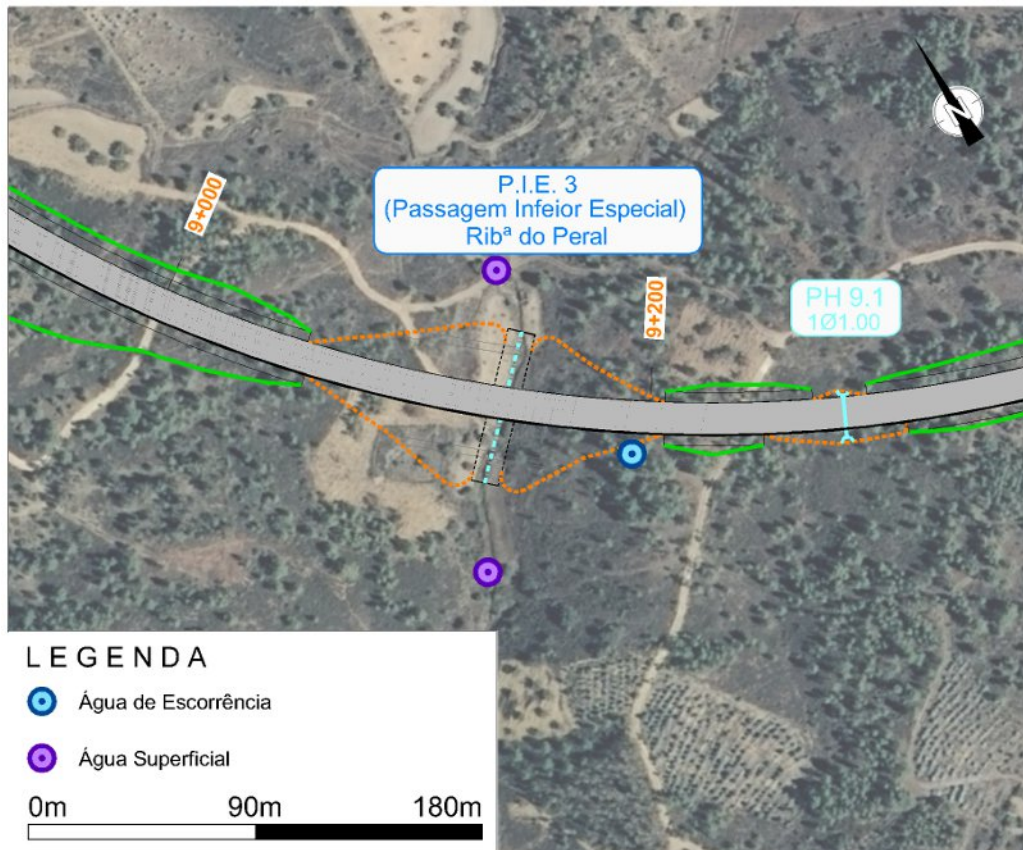 P.I.E. 3
(Passagem Infeior Especial)
Ribª do Peral
9+000
9+200
PH 9.1
1Ø1.00
N
LEGENDA
Água de Escorrência
Água Superficial
0m 90m 180m